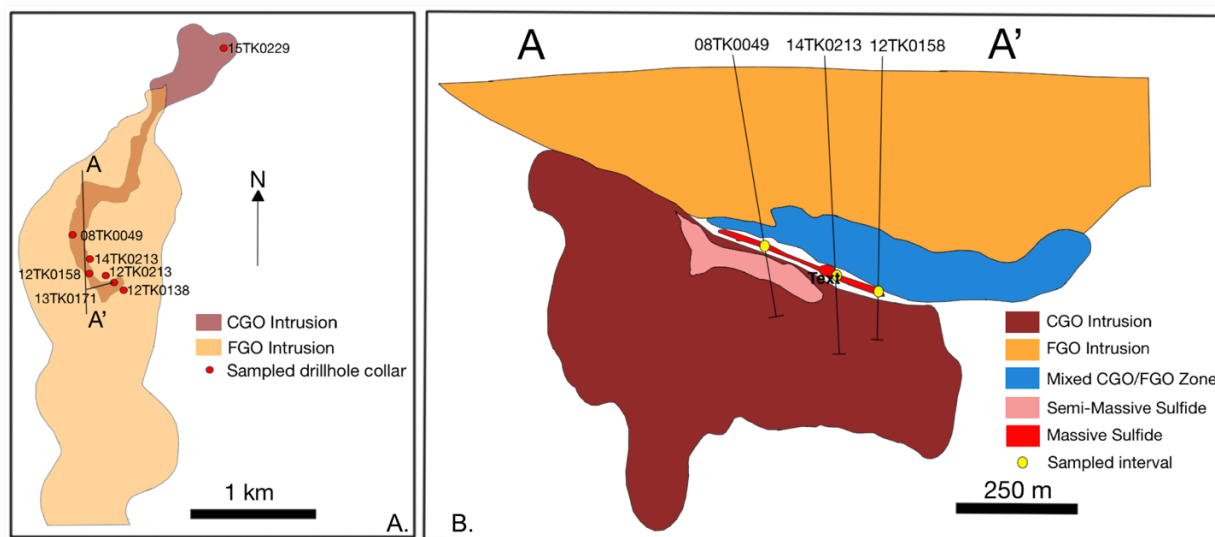 15TK0229
N
A
08TK0049
14TK0213
12TK0158
12TK0213
13TK0171
12TK0138
A'
CGO Intrusion
FGO Intrusion
Sampled drillhole collar
1 km
A.
A
08TK0049
14TK0213
12TK0158
A'
Text
CGO Intrusion
FGO Intrusion
Mixed CGO/FGO Zone
Semi-Massive Sulfide
Massive Sulfide
Sampled interval
250 m
B.